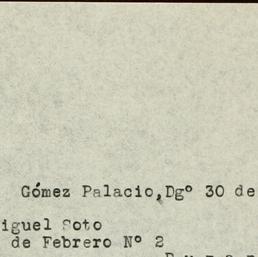 Gómez Palacio,Dgº 30 de
iguel Soto
de Febrero Nº 2